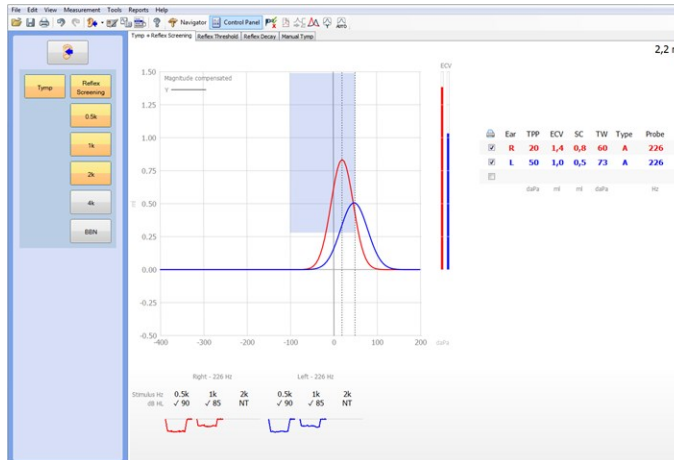 File Edit View Measurement Tools Reports Help
Navigator Control Panel
Tymp + Reflex Screening Reflex Threshold Reflex Decay Manual Tymp
2,2
Tymp
Reflex Screening
0.5k
1k
2k
4k
BBN
Magnitude compensated
Y
1.50
1.00
0.75
0.50
0.25
0.00
-0.25
-0.50
-400 -300 -200 -100 0 100 200 daPa
ml
ECV
Ear TPP ECV SC TW Type Probe
R 20 1,4 0,8 60 A 226
L 50 1,0 0,5 73 A 226
daPa ml ml daPa Hz
Right - 226 Hz Left - 226 Hz
Stimulus Hz 0.5k 1k 2k 0.5k 1k 2k
dB HL ✓ 90 ✓ 85 NT ✓ 90 ✓ 85 NT